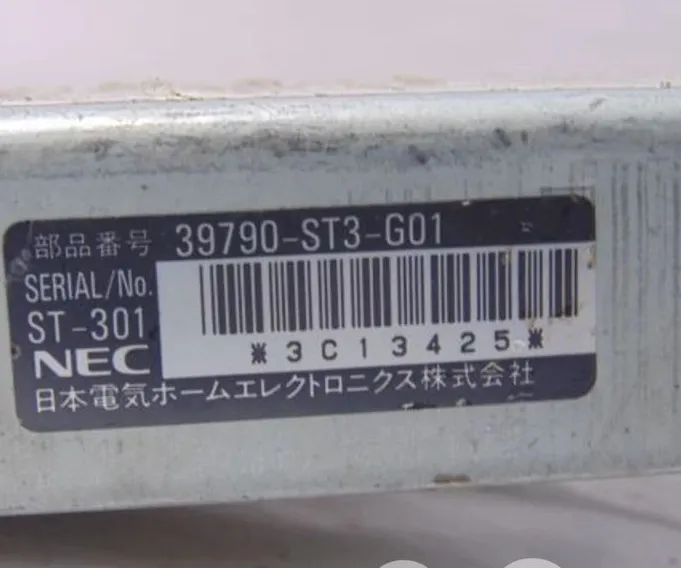 部品番号 39790-ST3-G01
SERIAL/No.
ST-301
*3C13425*
NEC
日本電気ホームエレクトロニクス株式会社